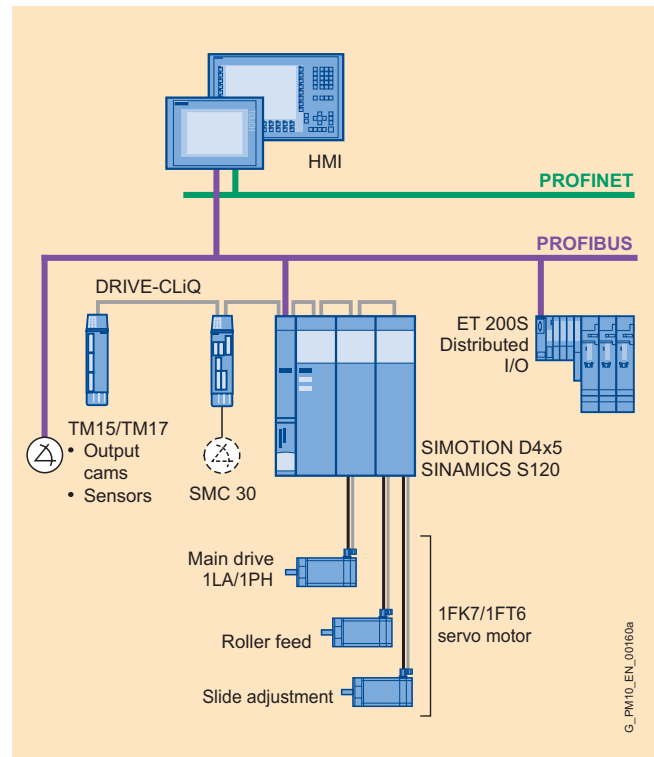 HMI
PROFINET
PROFIBUS
DRIVE-CLiQ
ET 200S
Distributed
I/O
TM15/TM17
• Output
cams
• Sensors
SMC 30
SIMOTION D4x5
SINAMICS S120
Main drive
1LA/1PH
Roller feed
1FK7/1FT6
servo motor
Slide adjustment
G_PM10_EN_00160a